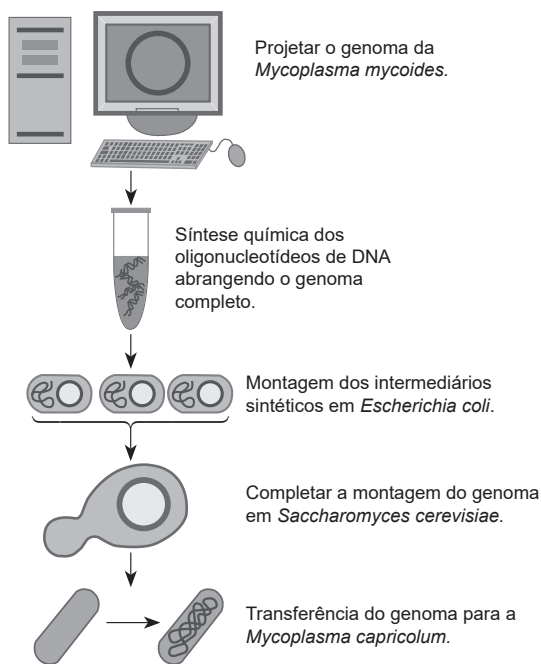 Projetar o genoma da
Mycoplasma mycoides.
Síntese química dos
oligonucleotídeos de DNA
abrangendo o genoma
completo.
Montagem dos intermediários
sintéticos em Escherichia coli.
Completar a montagem do genoma
em Saccharomyces cerevisiae.
Transferência do genoma para a
Mycoplasma capricolum.